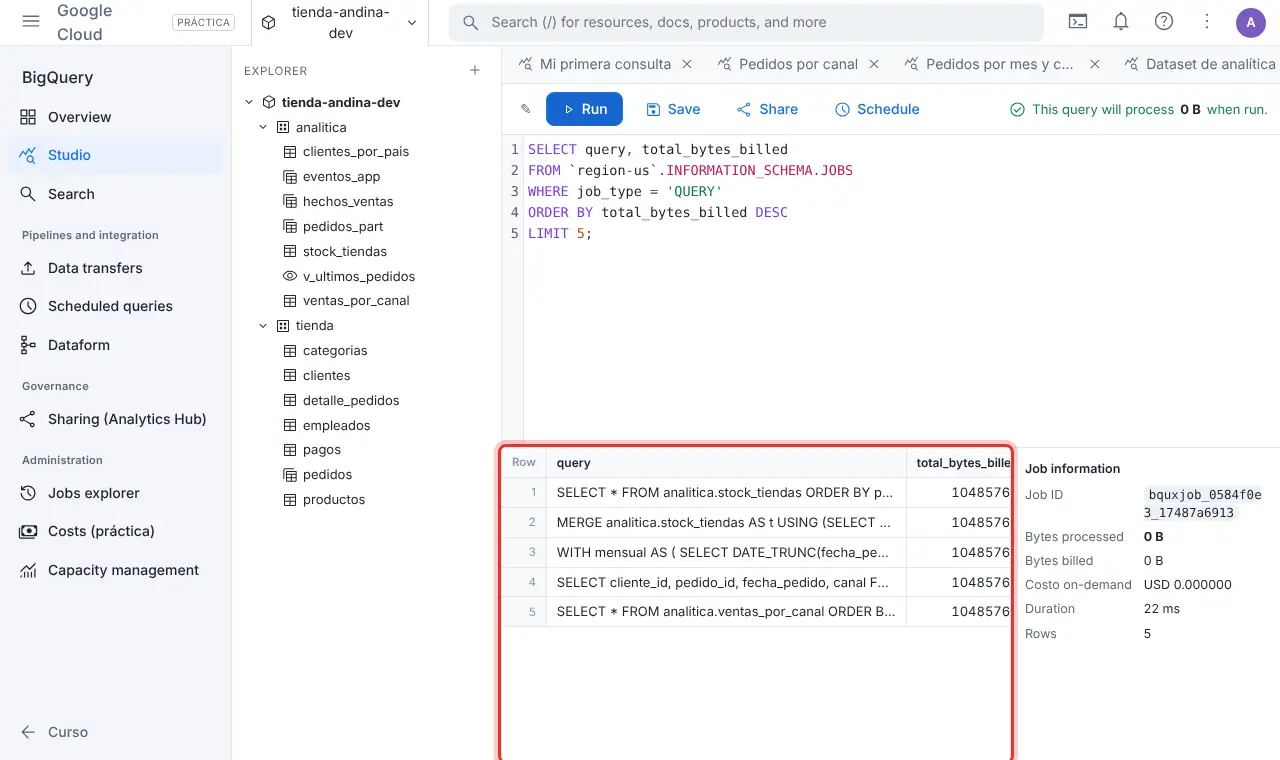 Google Cloud
PRÁCTICA
tienda-andina-dev
Search (/) for resources, docs, products, and more
A
BigQuery
Overview
Studio
Search
Pipelines and integration
Data transfers
Scheduled queries
Dataform
Governance
Sharing (Analytics Hub)
Administration
Jobs explorer
Costs (práctica)
Capacity management
Curso
EXPLORER
tienda-andina-dev
analitica
clientes_por_pais
eventos_app
hechos_ventas
pedidos_part
stock_tiendas
v_ultimos_pedidos
ventas_por_canal
tienda
categorias
clientes
detalle_pedidos
empleados
pagos
pedidos
productos
Mi primera consulta
Pedidos por canal
Pedidos por mes y c...
Dataset de analítica
Run
Save
Share
Schedule
This query will process 0 B when run.
1 SELECT query, total_bytes_billed
2 FROM `region-us`.INFORMATION_SCHEMA.JOBS
3 WHERE job_type = 'QUERY'
4 ORDER BY total_bytes_billed DESC
5 LIMIT 5;
Row query total_bytes_bille
1 SELECT * FROM analitica.stock_tiendas ORDER BY p... 1048576
2 MERGE analitica.stock_tiendas AS t USING (SELECT ... 1048576
3 WITH mensual AS ( SELECT DATE_TRUNC(fecha_pe... 1048576
4 SELECT cliente_id, pedido_id, fecha_pedido, canal F... 1048576
5 SELECT * FROM analitica.ventas_por_canal ORDER B... 1048576
Job information
Job ID bquxjob_0584f0e
3_17487a6913
Bytes processed 0 B
Bytes billed 0 B
Costo on-demand USD 0.000000
Duration 22 ms
Rows 5